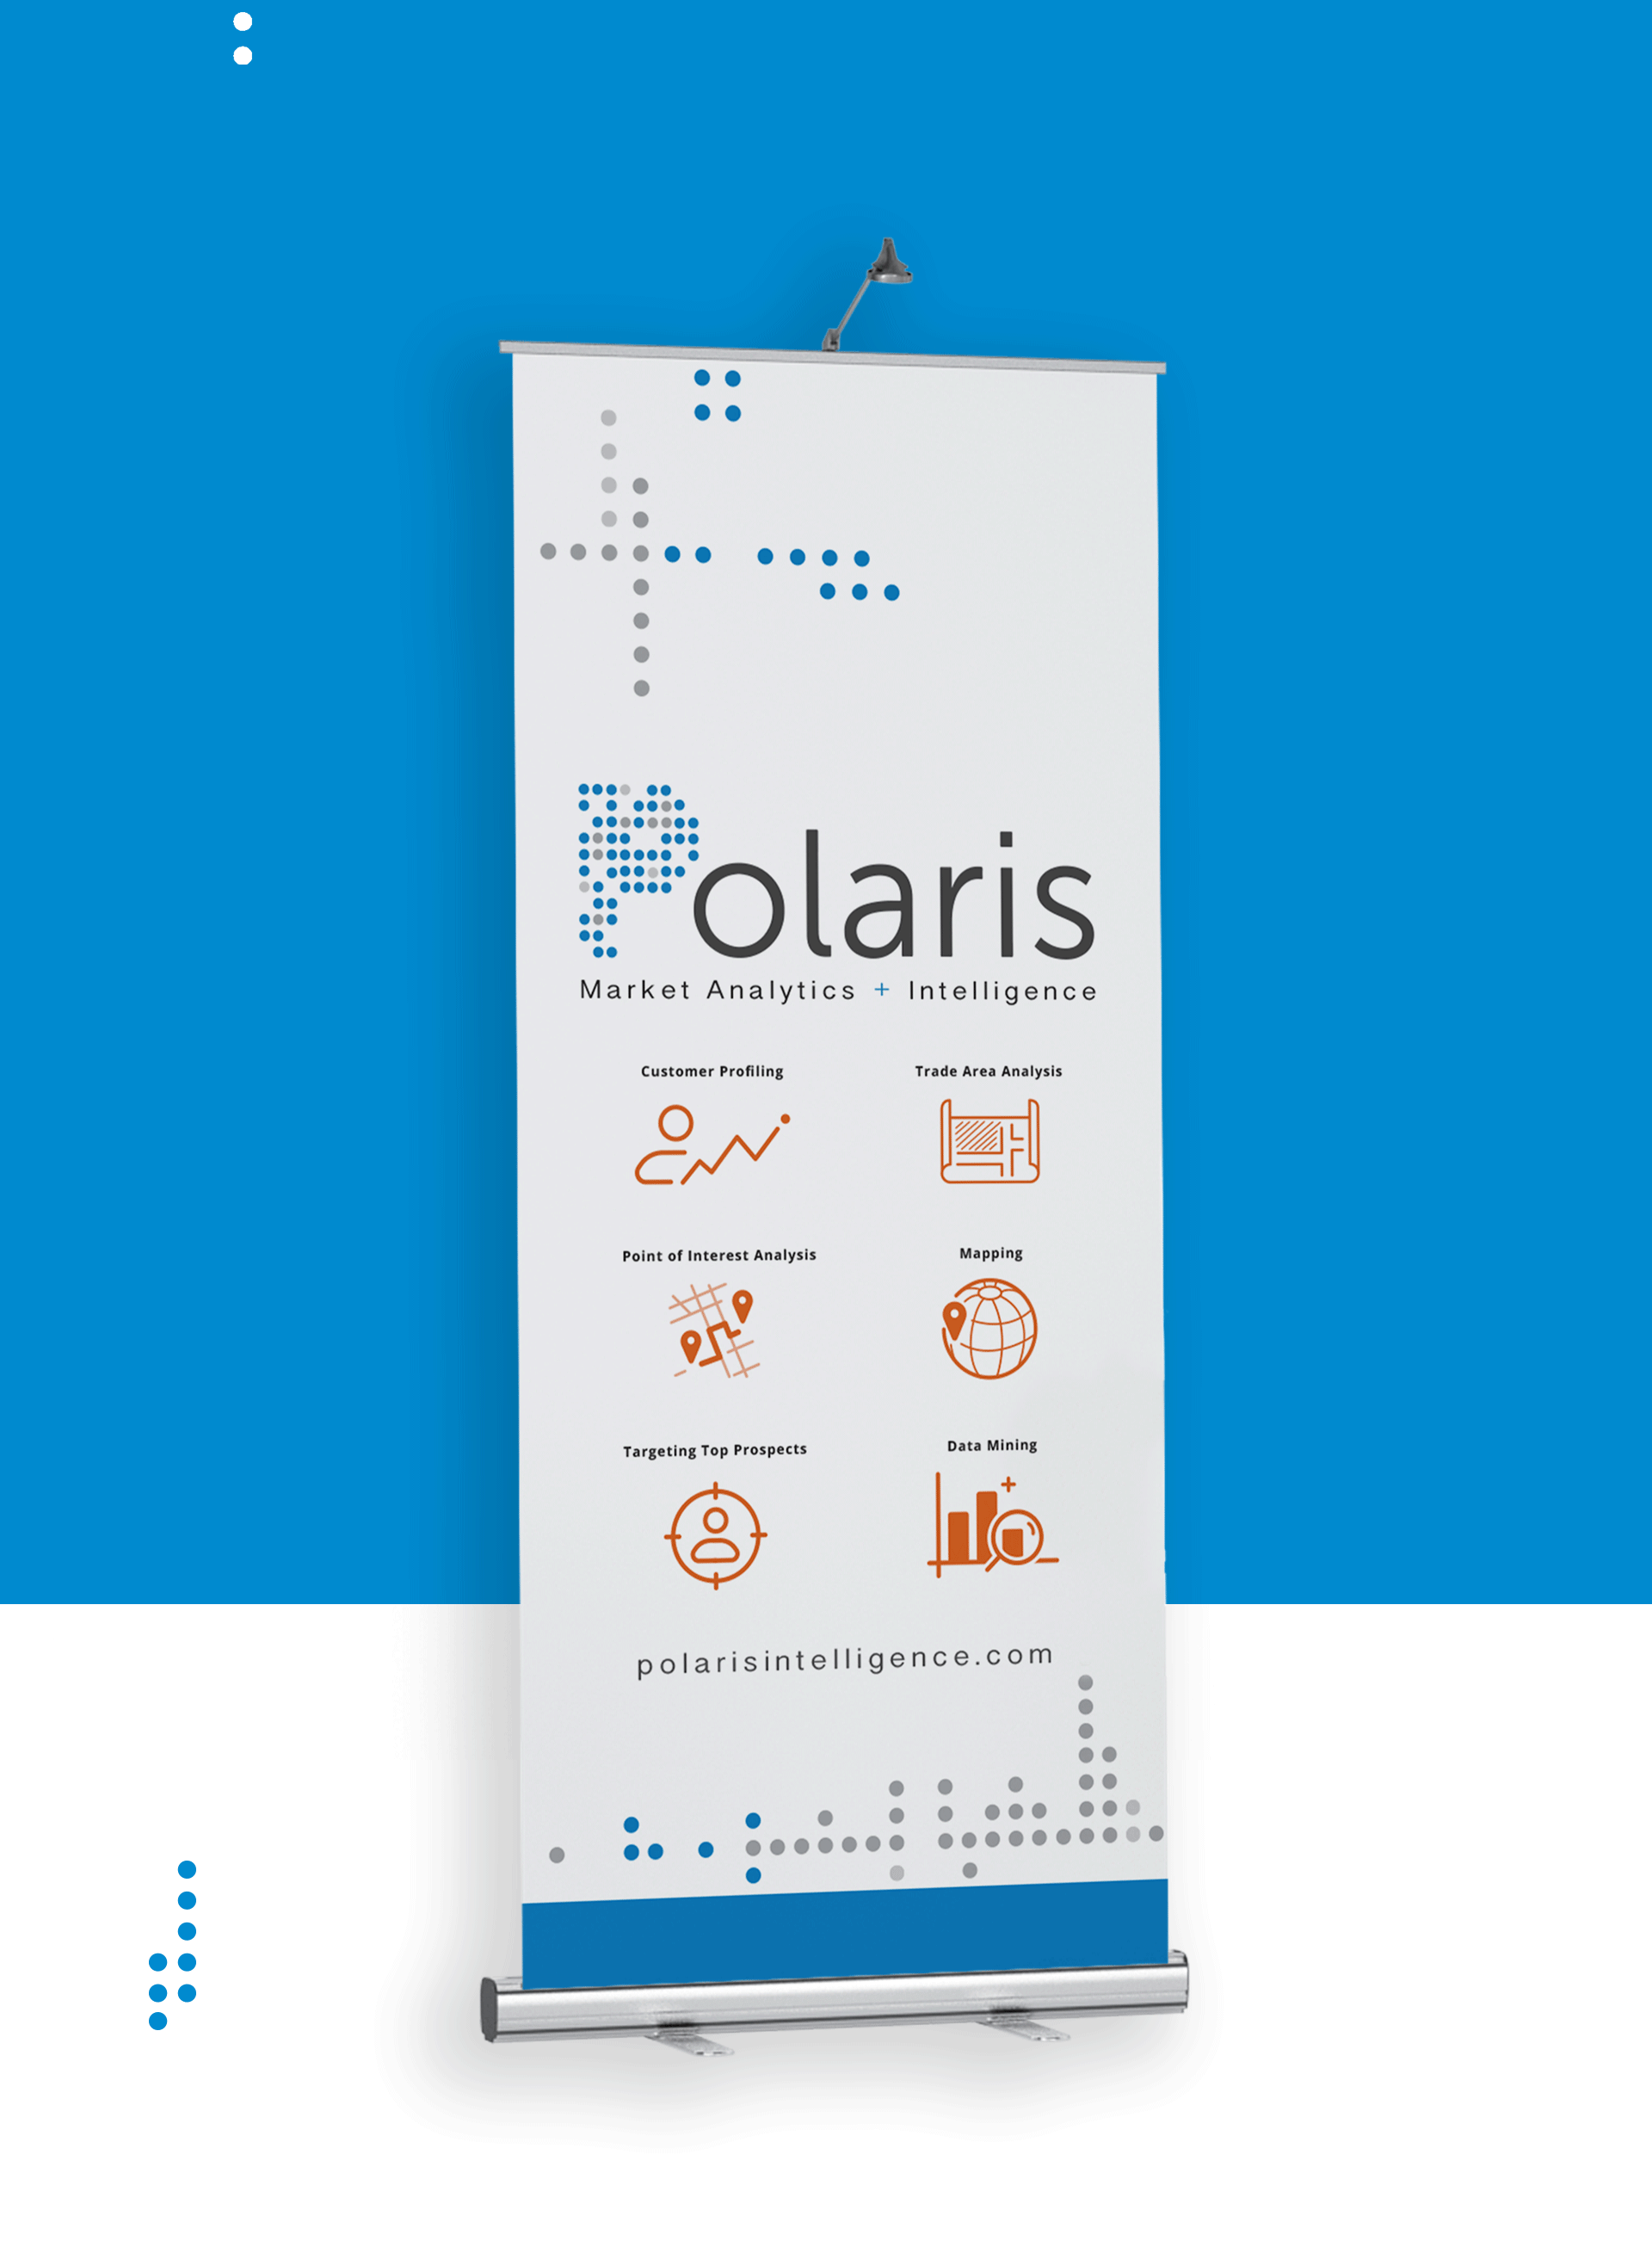 Polaris
Market Analytics + Intelligence
Customer Profiling
Trade Area Analysis
Point of Interest Analysis
Mapping
Targeting Top Prospects
Data Mining
polarisintelligence.com